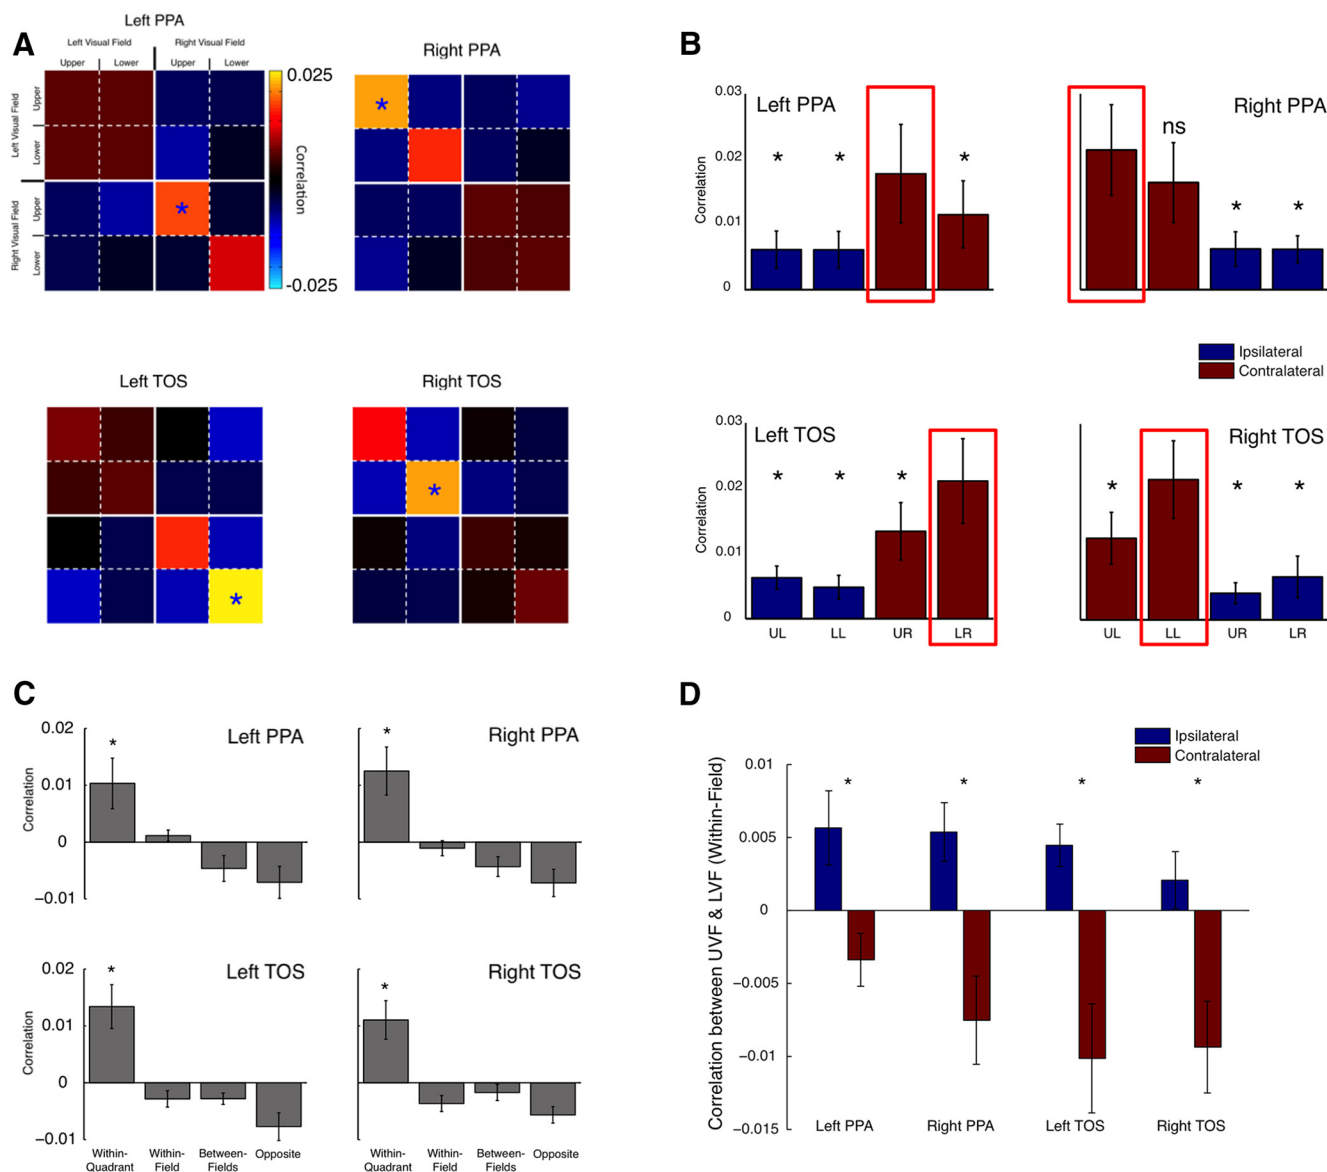 A
Left PPA
Left Visual Field
Right Visual Field
Upper
Lower
Upper
Lower
Left Visual Field
Right Visual Field
Upper
Lower
Upper
Lower
*
0.025
Correlation
-0.025
Right PPA
*
Left TOS
*
Right TOS
*
B
Left PPA
0.03
0.02
0.01
0
Correlation
* * *
Right PPA
ns
* *
Ipsilateral
Contralateral
Left TOS
0.03
0.02
0.01
0
Correlation
* * *
UL LL UR LR
Right TOS
* * *
UL LL UR LR
C
Left PPA
0.02
0.01
0
−0.01
Correlation
*
Right PPA
*
Left TOS
0.02
0.01
0
−0.01
Correlation
*
Within-
Quadrant
Within-
Field
Between-
Fields
Opposite
Right TOS
*
Within-
Quadrant
Within-
Field
Between-
Fields
Opposite
D
Ipsilateral
Contralateral
Correlation between UVF & LVF (Within-Field)
0.01
0.005
0
−0.005
−0.01
−0.015
* * * *
Left PPA Right PPA Left TOS Right TOS